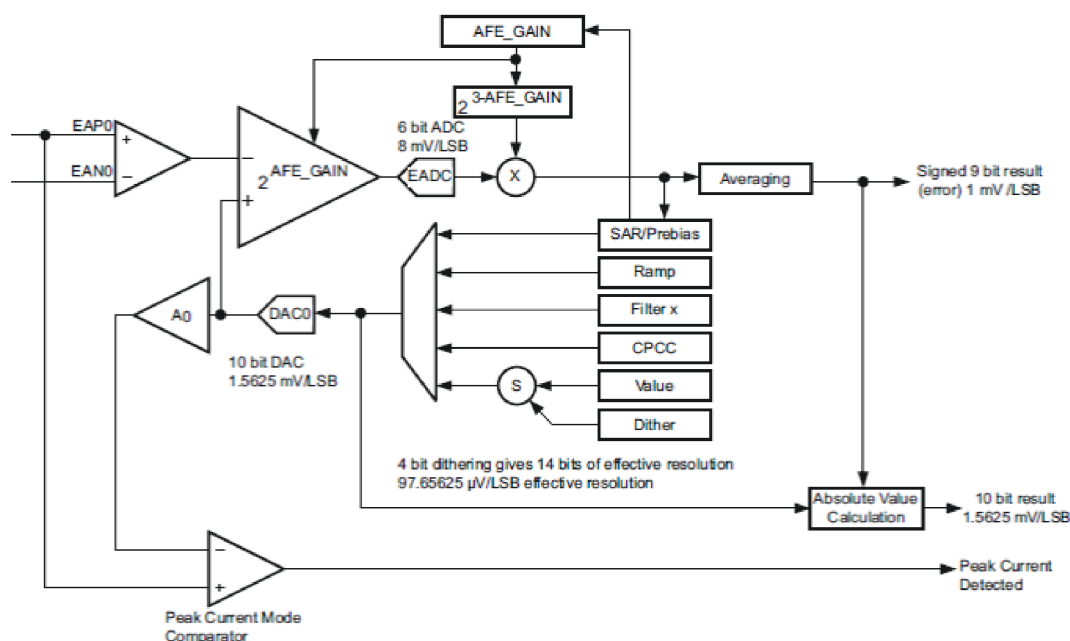 AFE_GAIN
2 3-AFE_GAIN
6 bit ADC
8 mV/LSB
EAP0
+
EAN0
−
−
2 AFE_GAIN
+
EADC
X
Averaging
Signed 9 bit result
(error) 1 mV /LSB
SAR/Prebias
Ramp
Filter x
CPCC
Value
Dither
S
A0
DAC0
10 bit DAC
1.5625 mV/LSB
4 bit dithering gives 14 bits of effective resolution
97.65625 μV/LSB effective resolution
Absolute Value
Calculation
10 bit result
1.5625 mV/LSB
−
+
Peak Current
Detected
Peak Current Mode
Comparator